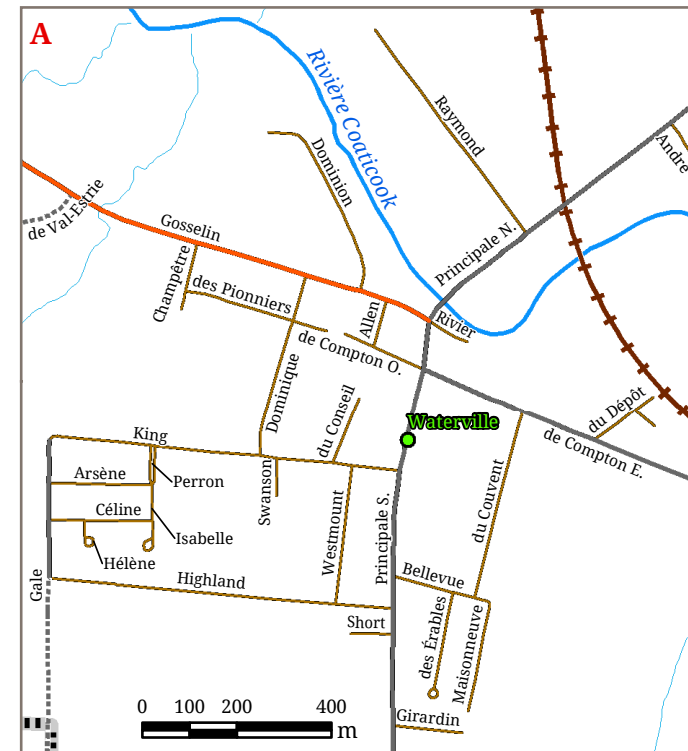 A
Rivière Coaticook
Raymond
Andre
Dominion
de Val-Estrie
Gosselin
Principale N.
Champêtre
des Pionniers
Allen
Rivier
de Compton O.
Dominique
du Conseil
du Dépôt
Waterville
de Compton E.
King
Arsène
Perron
Swanson
Westmount
du Couvent
Céline
Isabelle
Principale S.
Hélène
Gale
Highland
Bellevue
Short
des Érables
Maisonneuve
Girardin
0 100 200 400 m